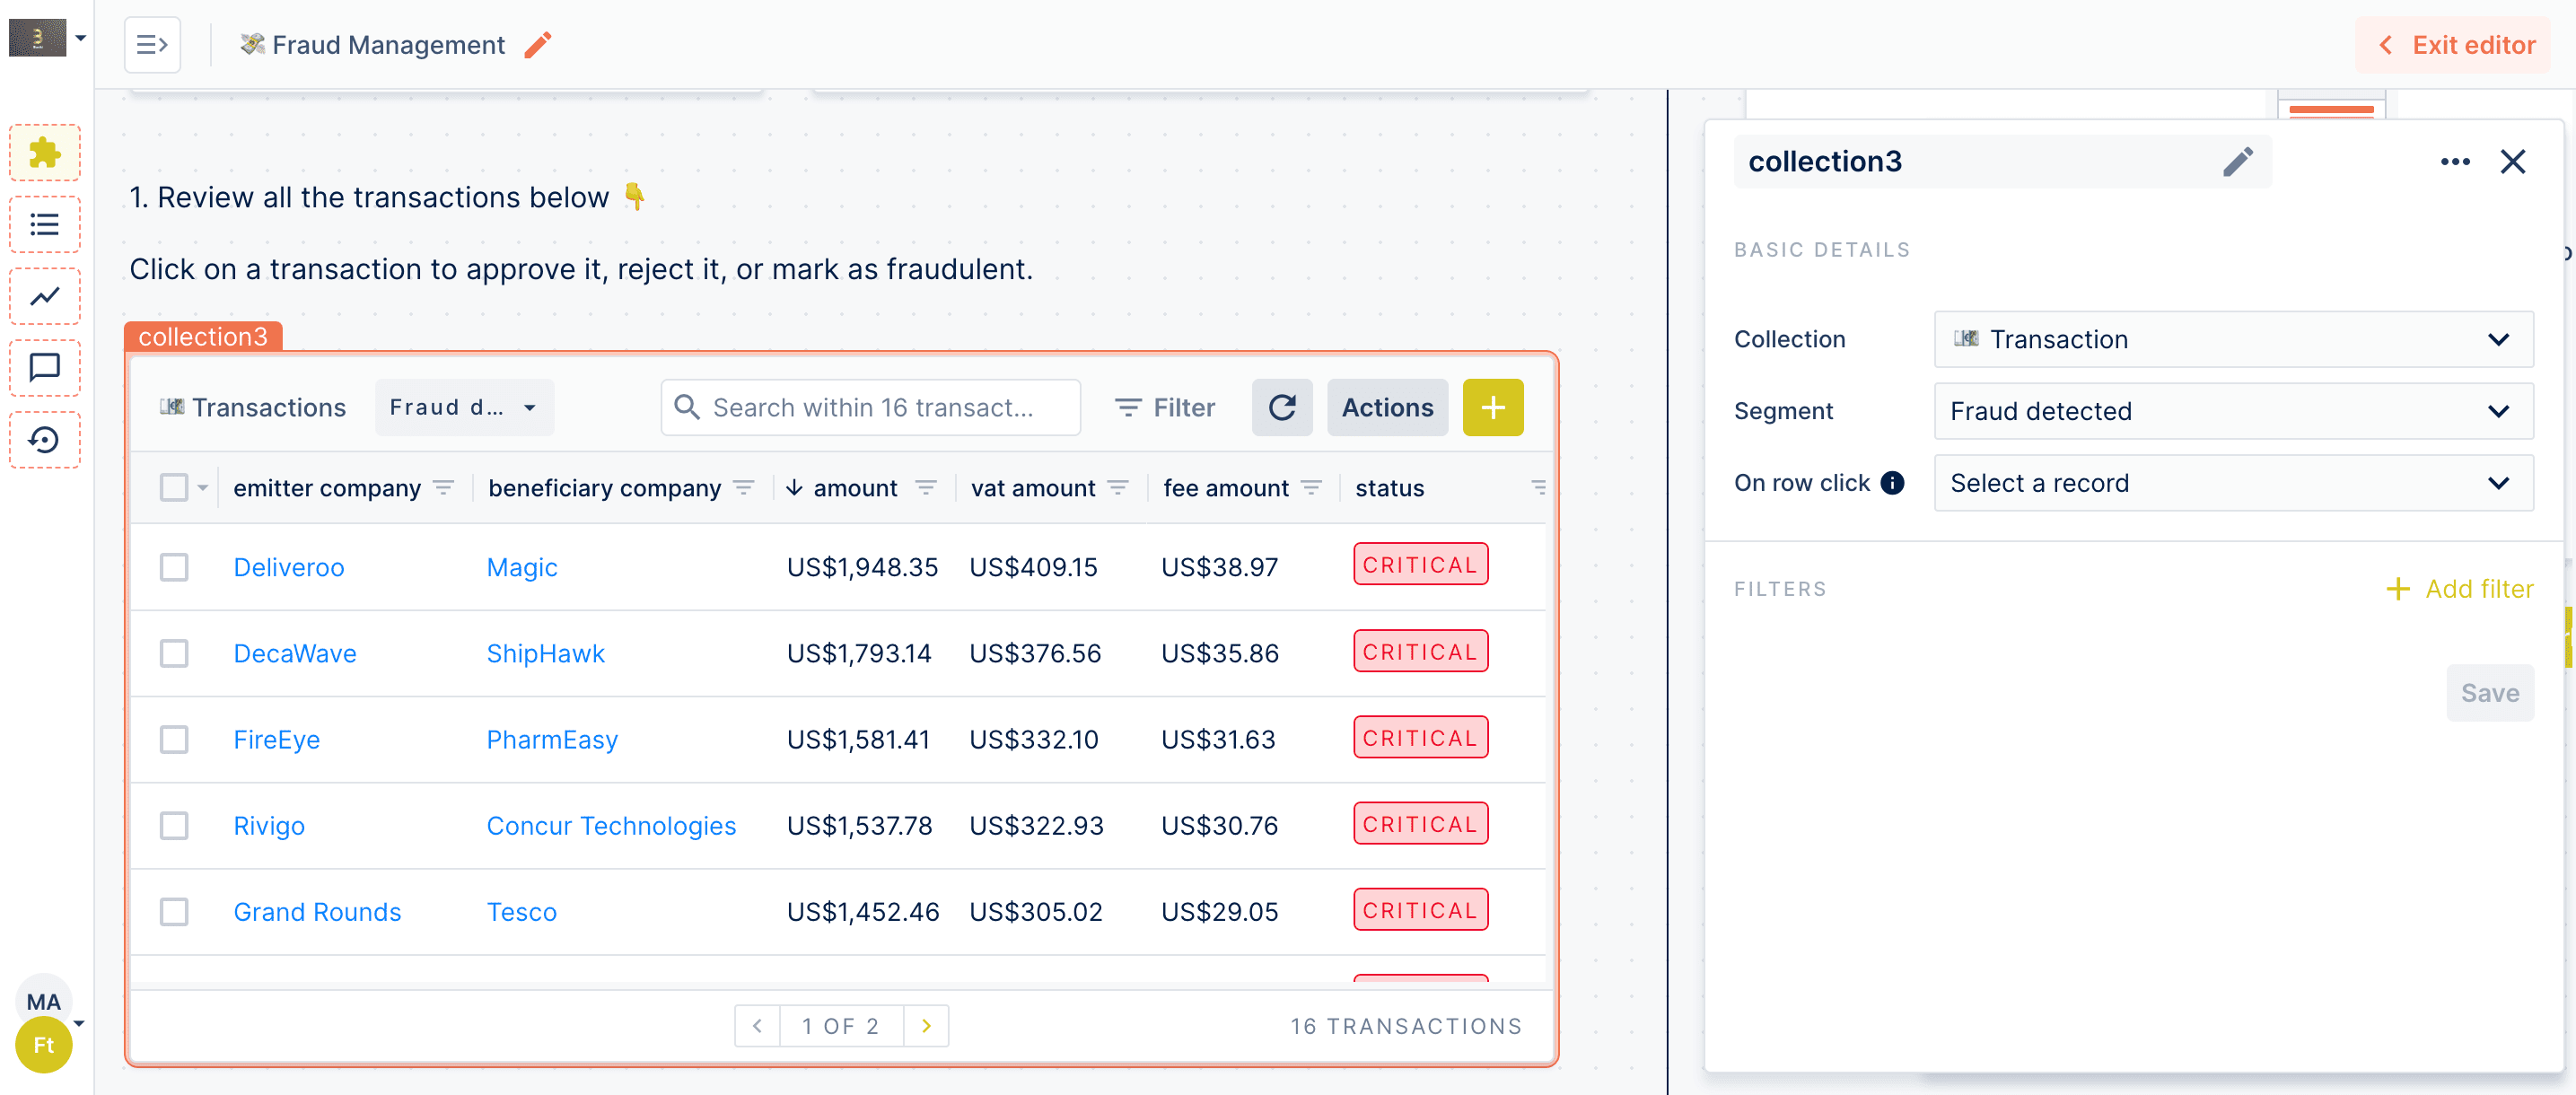 Fraud Management
Exit editor
1. Review all the transactions below
Click on a transaction to approve it, reject it, or mark as fraudulent.
collection3
Transactions
Fraud d...
Search within 16 transact...
Filter
Actions
emitter company beneficiary company amount vat amount fee amount status
Deliveroo Magic US$1,948.35 US$409.15 US$38.97 CRITICAL
DecaWave ShipHawk US$1,793.14 US$376.56 US$35.86 CRITICAL
FireEye PharmEasy US$1,581.41 US$332.10 US$31.63 CRITICAL
Rivigo Concur Technologies US$1,537.78 US$322.93 US$30.76 CRITICAL
Grand Rounds Tesco US$1,452.46 US$305.02 US$29.05 CRITICAL
1 OF 2
16 TRANSACTIONS
MA
Ft
collection3
BASIC DETAILS
Collection Transaction
Segment Fraud detected
On row click Select a record
FILTERS
+ Add filter
Save